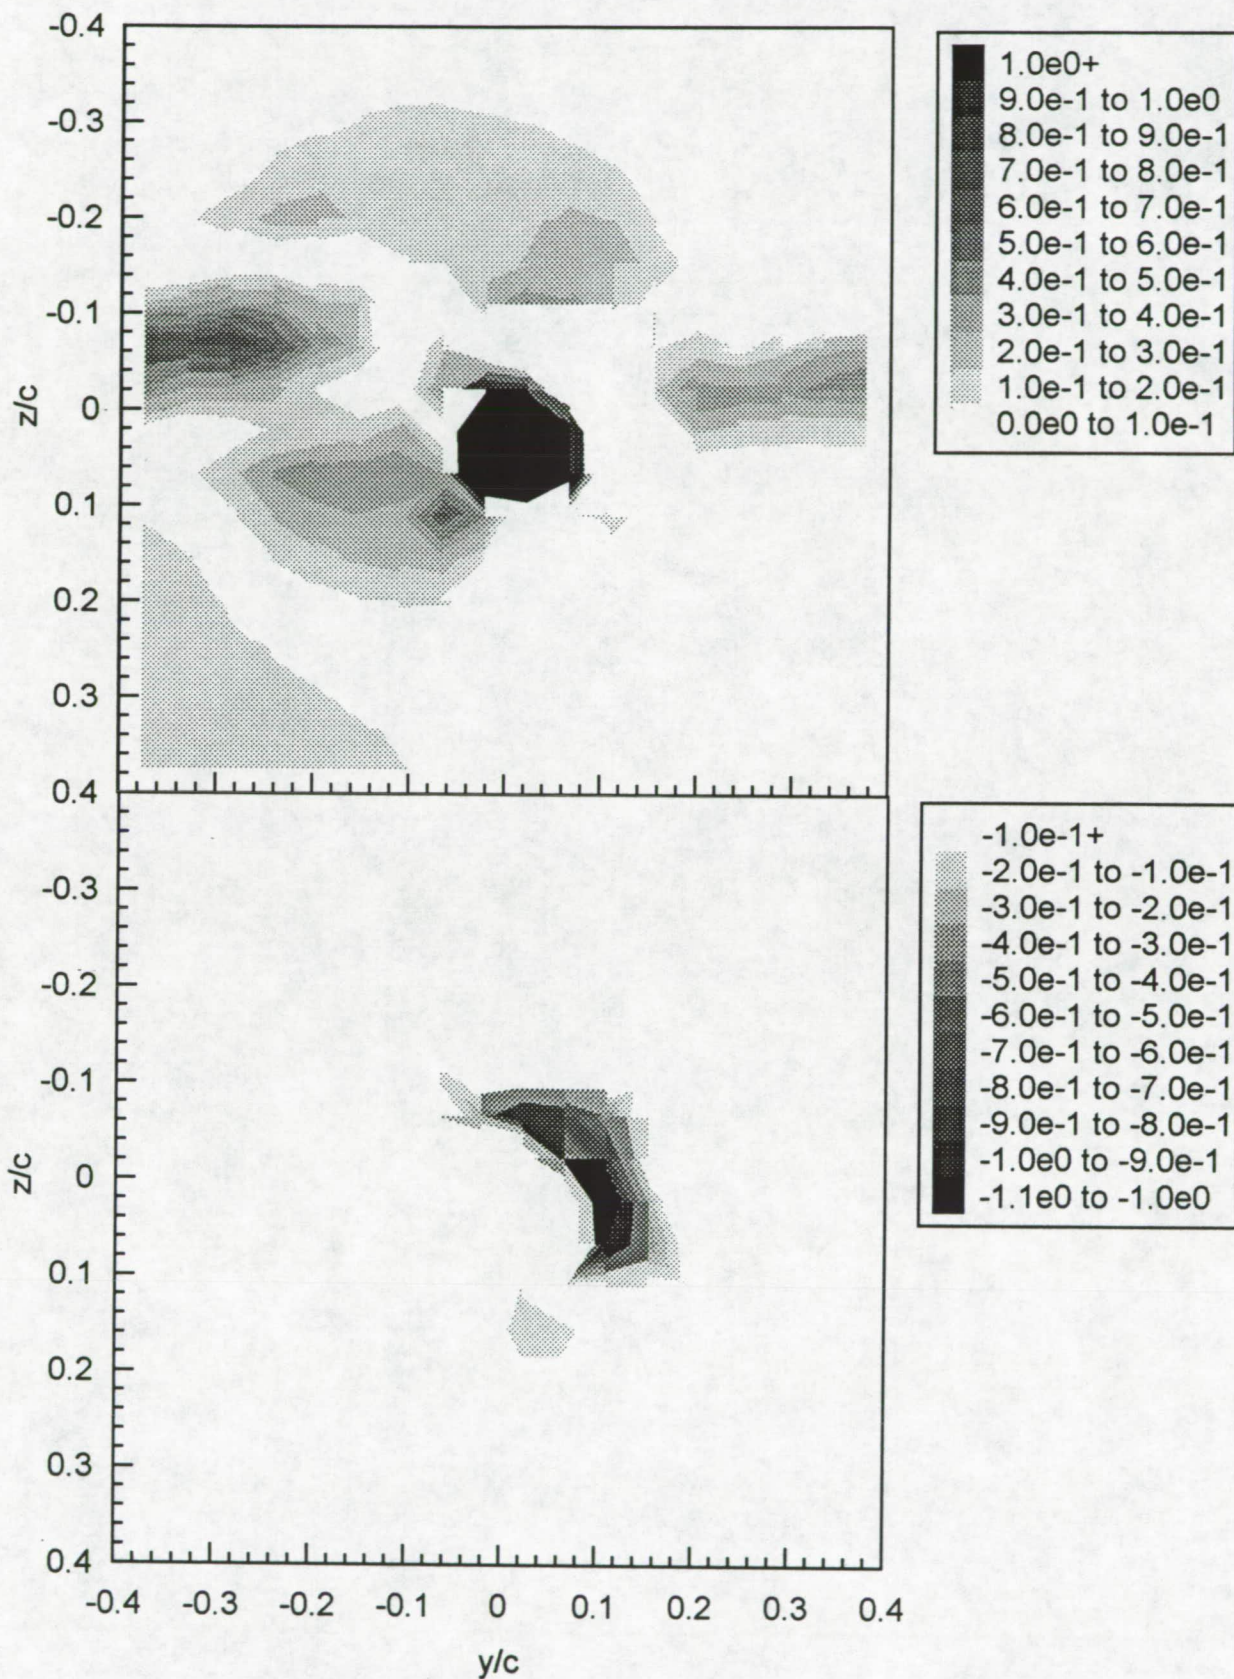 -0.4
-0.3
-0.2
-0.1
0
0.1
0.2
0.3
0.4
z/c
1.0e0+
9.0e-1 to 1.0e0
8.0e-1 to 9.0e-1
7.0e-1 to 8.0e-1
6.0e-1 to 7.0e-1
5.0e-1 to 6.0e-1
4.0e-1 to 5.0e-1
3.0e-1 to 4.0e-1
2.0e-1 to 3.0e-1
1.0e-1 to 2.0e-1
0.0e0 to 1.0e-1
-0.3
-0.2
-0.1
0
0.1
0.2
0.3
0.4
z/c
-1.0e-1+
-2.0e-1 to -1.0e-1
-3.0e-1 to -2.0e-1
-4.0e-1 to -3.0e-1
-5.0e-1 to -4.0e-1
-6.0e-1 to -5.0e-1
-7.0e-1 to -6.0e-1
-8.0e-1 to -7.0e-1
-9.0e-1 to -8.0e-1
-1.0e0 to -9.0e-1
-1.1e0 to -1.0e0
-0.4 -0.3 -0.2 -0.1 0 0.1 0.2 0.3 0.4
y/c